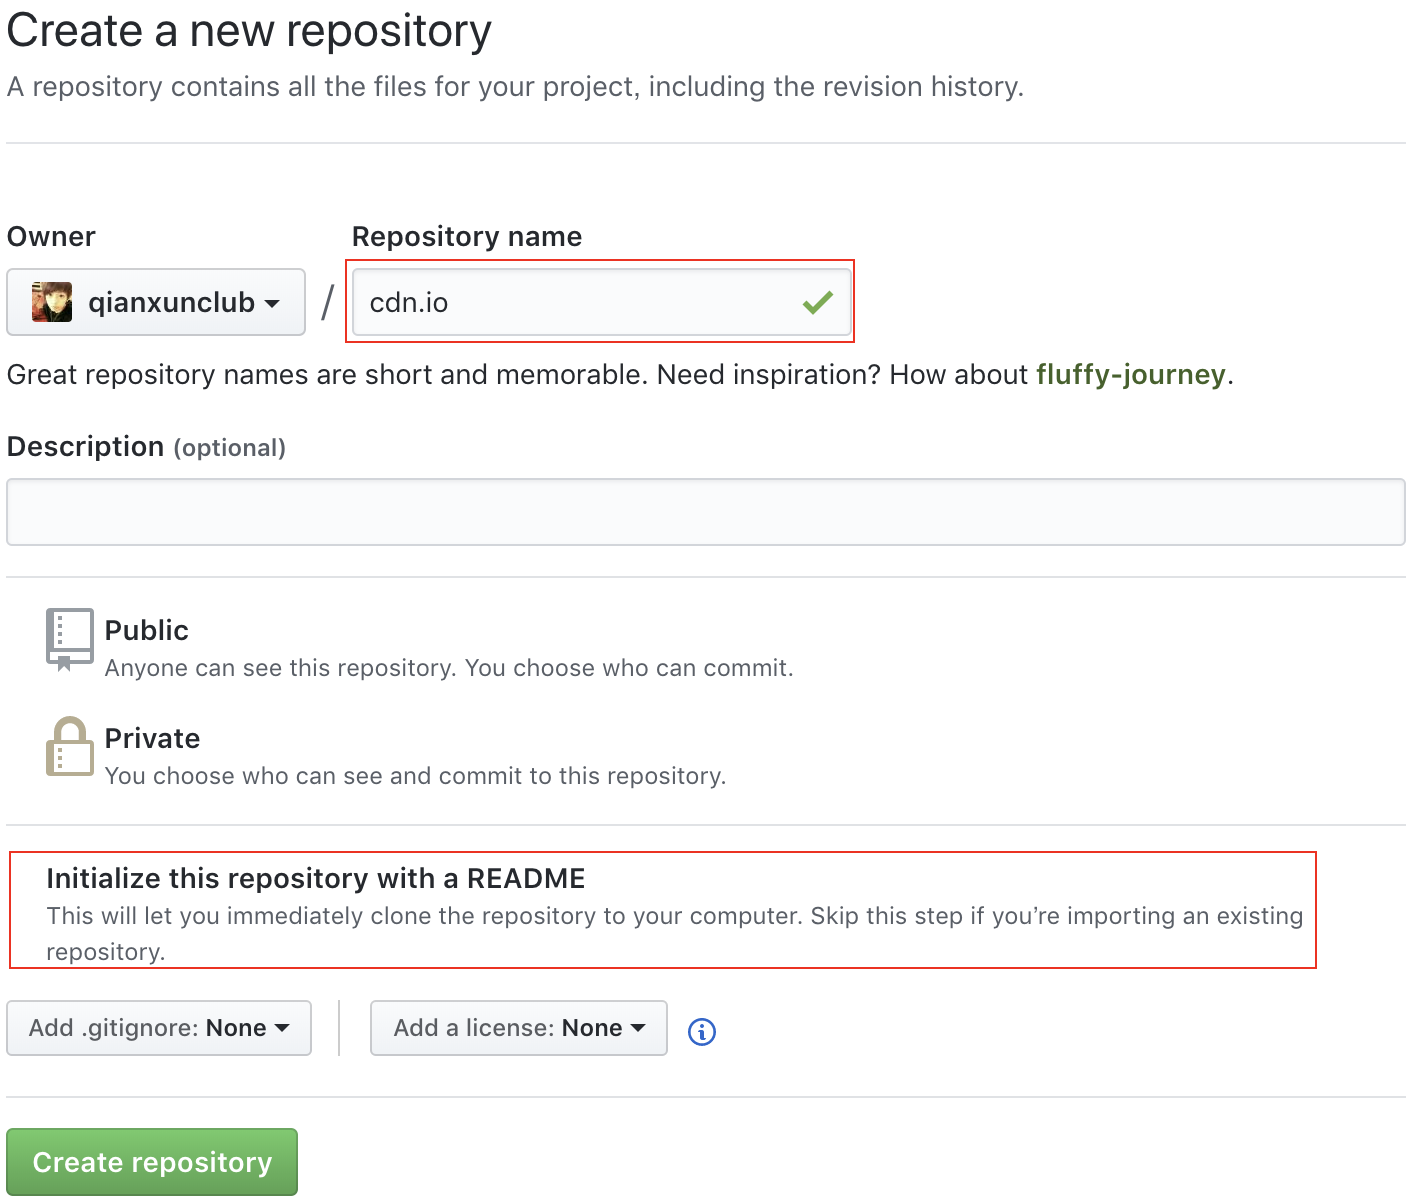 Create a new repository
A repository contains all the files for your project, including the revision history.
Owner
Repository name
qianxunclub
/
cdn.io
Great repository names are short and memorable. Need inspiration? How about fluffy-journey.
Description (optional)
Public
Anyone can see this repository. You choose who can commit.
Private
You choose who can see and commit to this repository.
Initialize this repository with a README
This will let you immediately clone the repository to your computer. Skip this step if you’re importing an existing
repository.
Add .gitignore: None
Add a license: None
Create repository